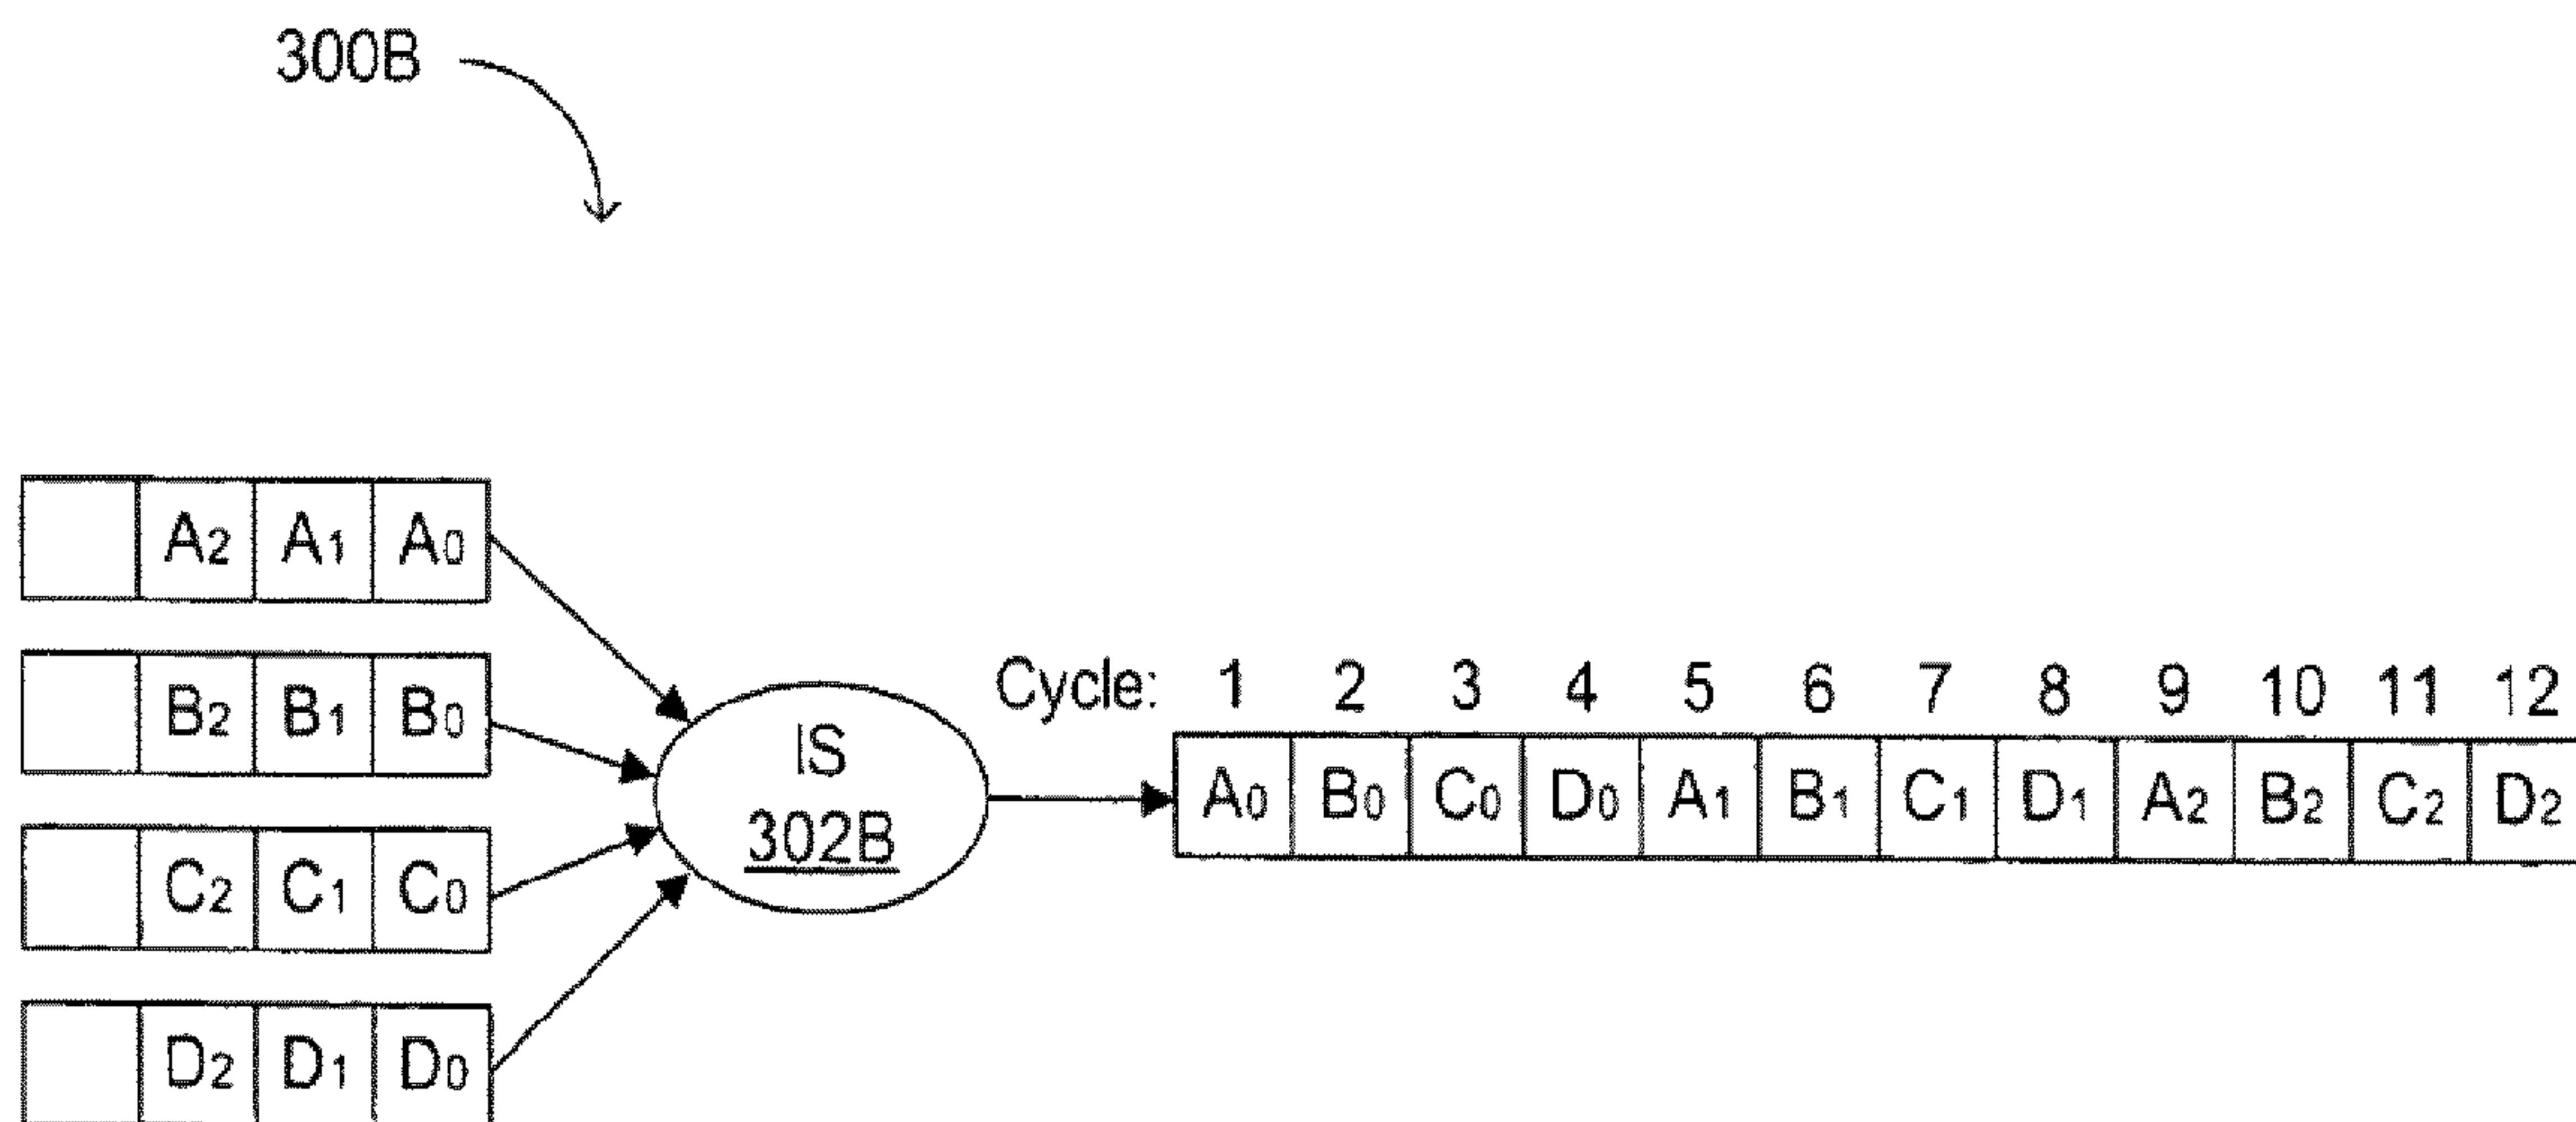 300B
A2 A1 A0
B2 B1 B0
C2 C1 C0
D2 D1 D0
IS
302B
Cycle: 1 2 3 4 5 6 7 8 9 10 11 12
A0 B0 C0 D0 A1 B1 C1 D1 A2 B2 C2 D2